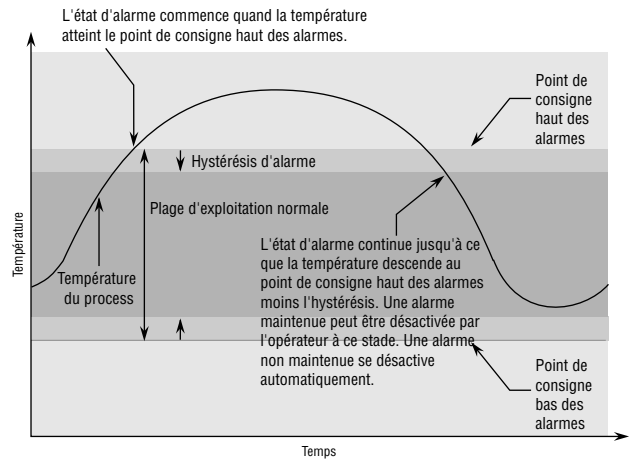 L'état d'alarme commence quand la température
atteint le point de consigne haut des alarmes.
Point de
consigne
haut des
alarmes
Hystérésis d'alarme
Plage d'exploitation normale
Température
Température
du process
L'état d'alarme continue jusqu'à ce
que la température descende au
point de consigne haut des alarmes
moins l'hystérésis. Une alarme
maintenue peut être désactivée par
l'opérateur à ce stade. Une alarme
non maintenue se désactive
automatiquement.
Point de
consigne
bas des
alarmes
Temps